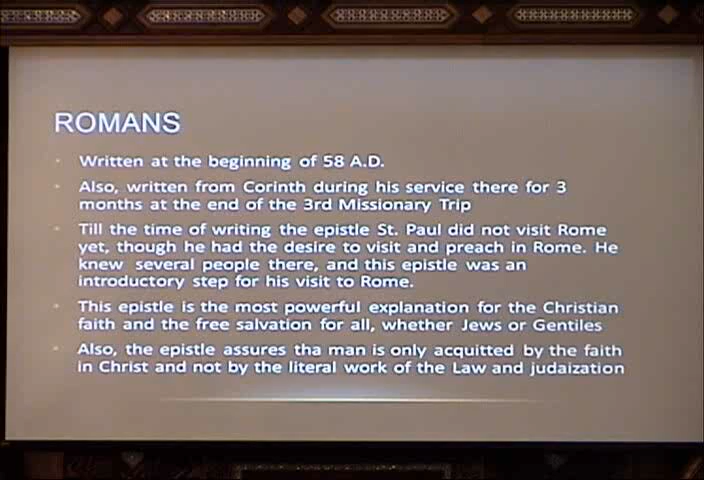 ROMANS
• Written at the beginning of 58 A.D.
• Also, written from Corinth during his service there for 3
months at the end of the 3rd Missionary Trip
• Till the time of writing the epistle St. Paul did not visit Rome
yet, though he had the desire to visit and preach in Rome. He
knew several people there, and this epistle was an
introductory step for his visit to Rome.
• This epistle is the most powerful explanation for the Christian
faith and the free salvation for all, whether Jews or Gentiles
• Also, the epistle assures tha man is only acquitted by the faith
in Christ and not by the literal work of the Law and judaization